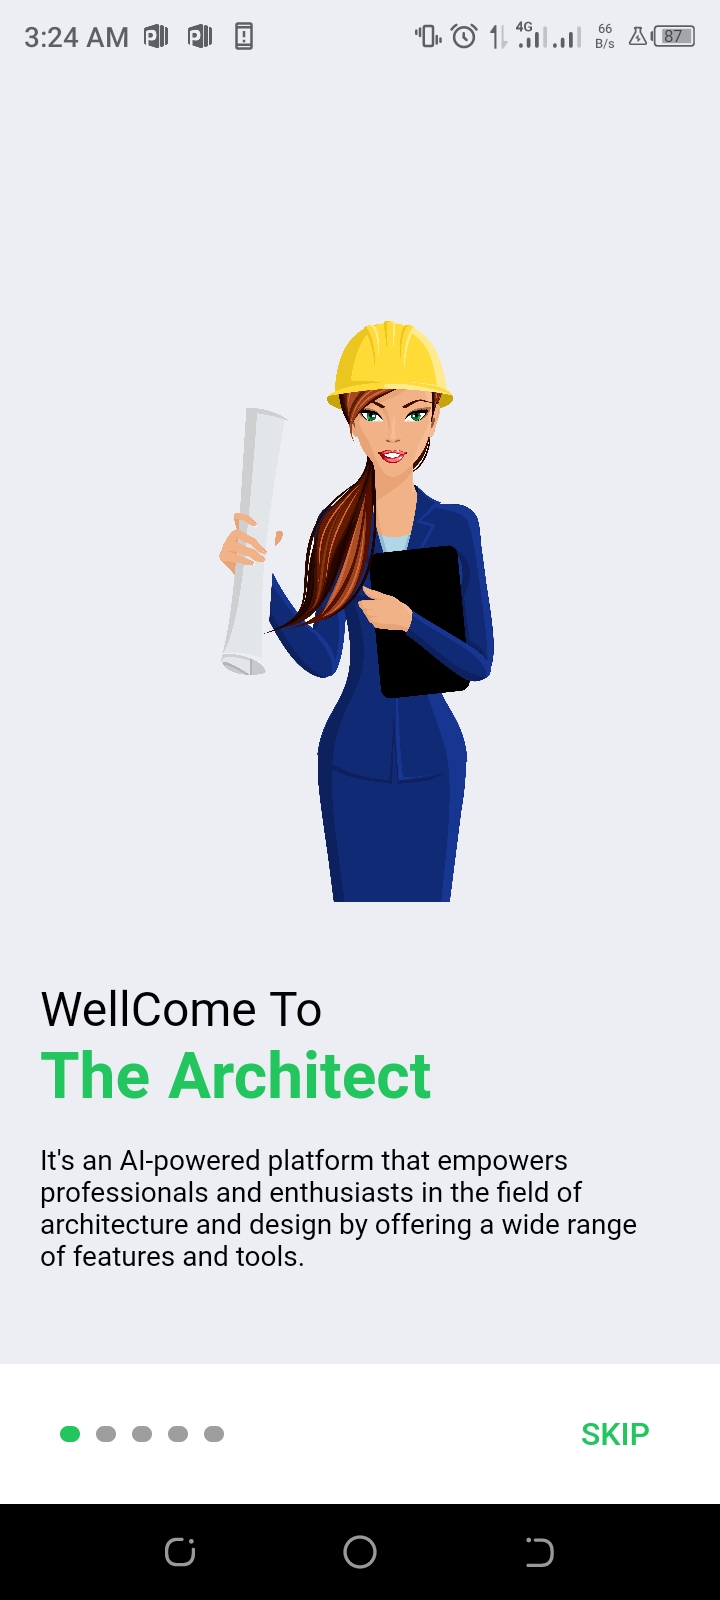 3:24 AM 4G 66 B/s 87
WellCome To
The Architect
It's an AI-powered platform that empowers
professionals and enthusiasts in the field of
architecture and design by offering a wide range
of features and tools.
SKIP